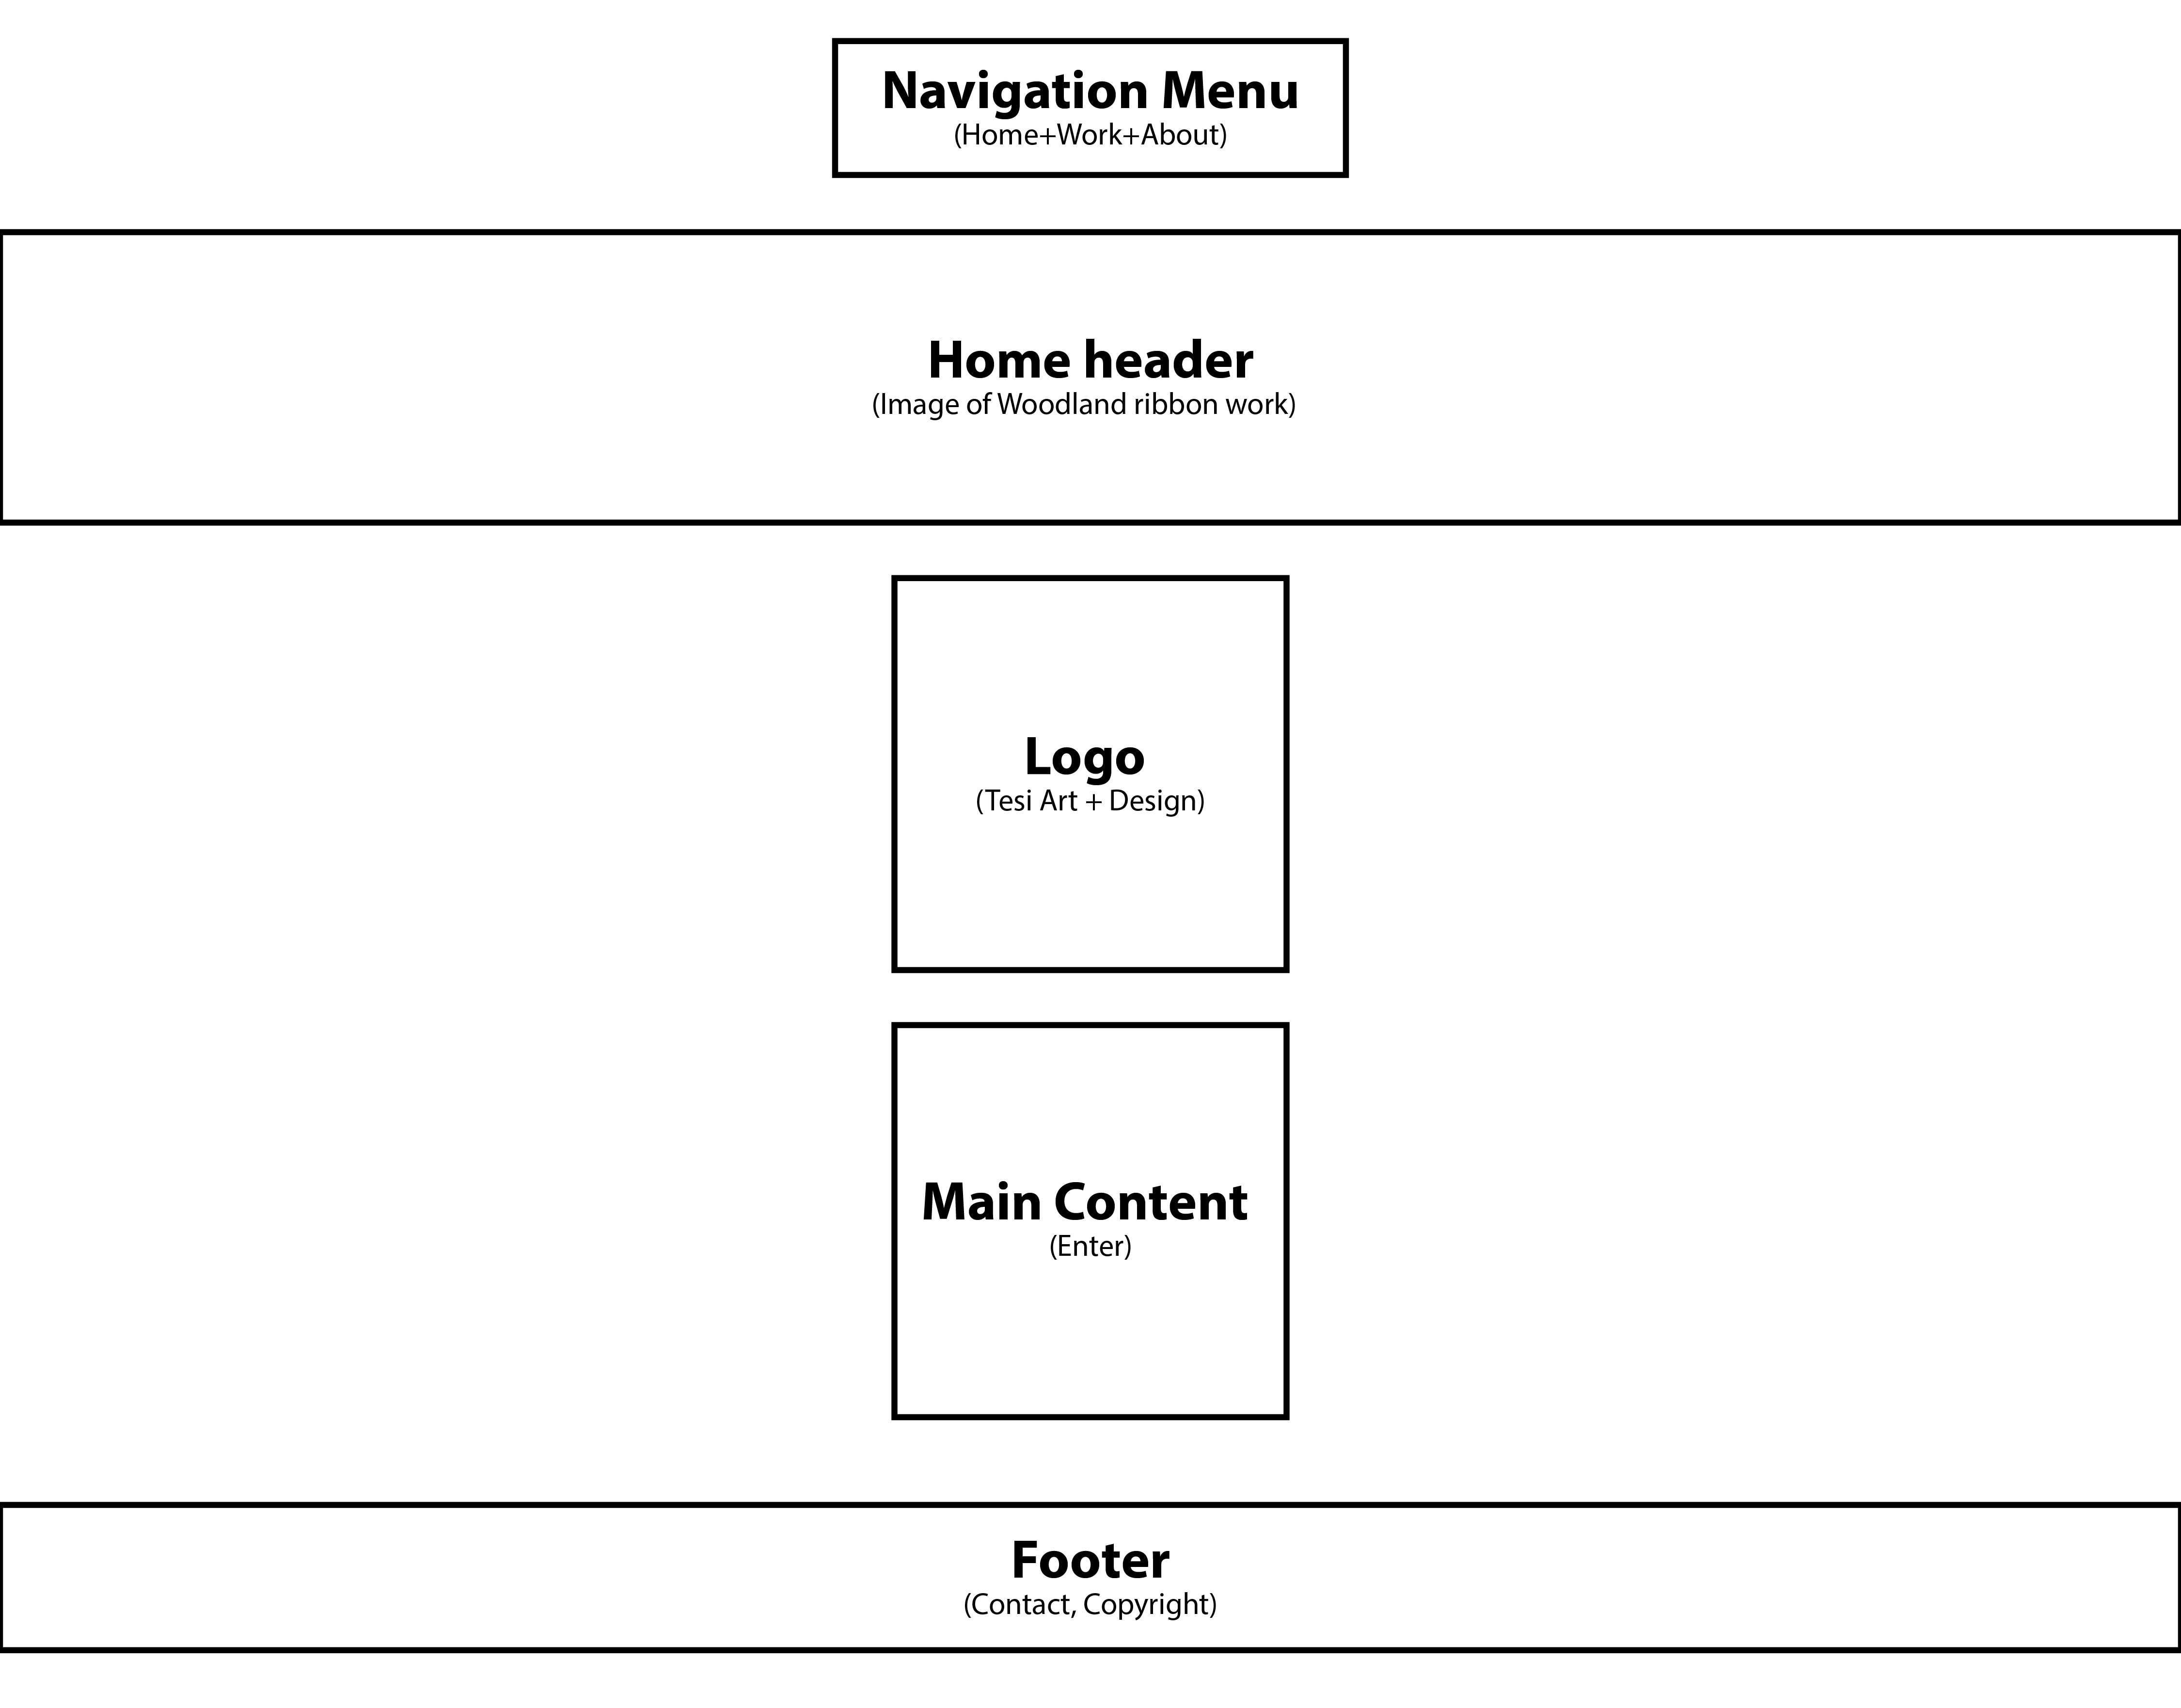 Navigation Menu
(Home+Work+About)
Home header
(Image of Woodland ribbon work)
Logo
(Tesi Art + Design)
Main Content
(Enter)
Footer
(Contact, Copyright)